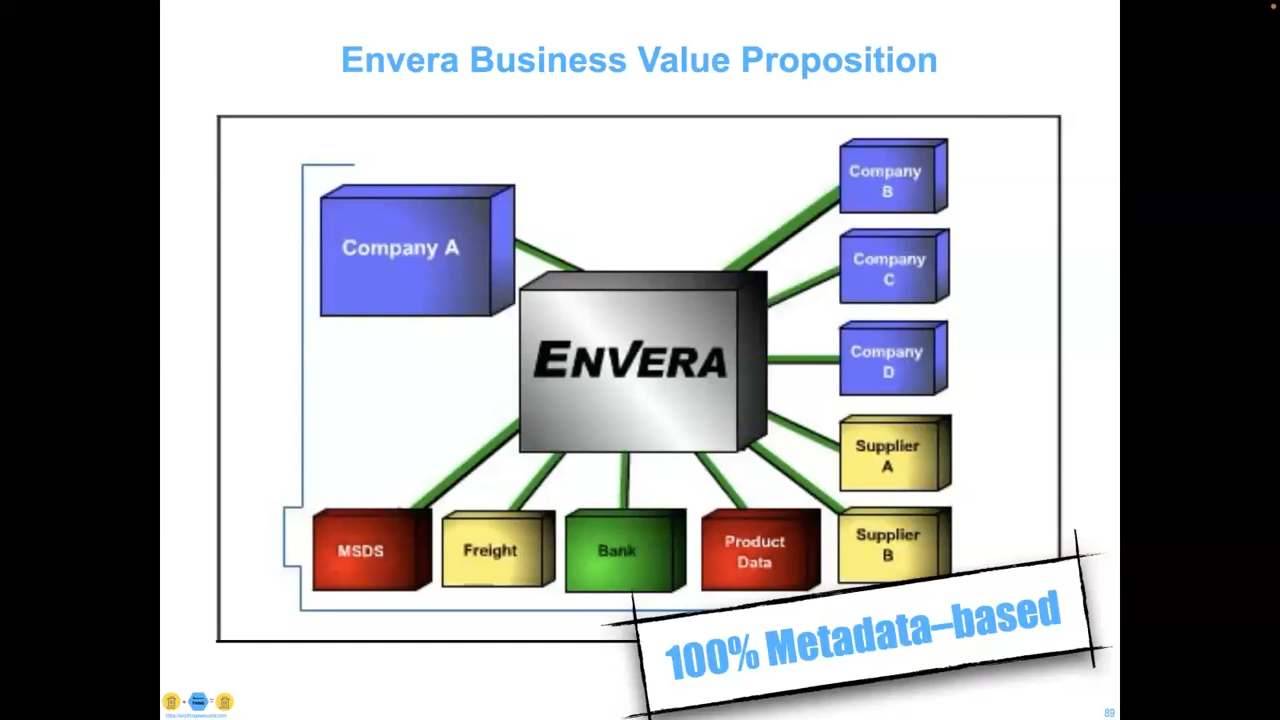 Envera Business Value Proposition
Company
B
Company A
Company
C
ENVERA
Company
D
Supplier
A
MSDS
Freight
Bank
Product
Data
Supplier
B
100% Metadata–based
89